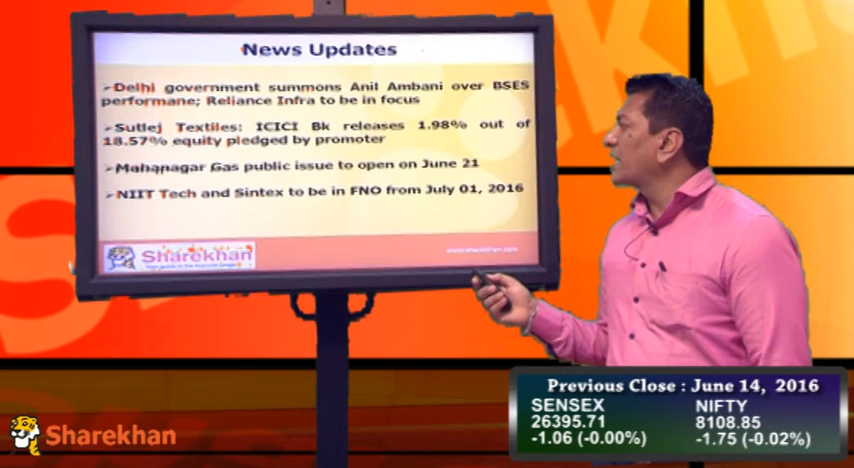 News Updates
➢Delhi government summons Anil Ambani over BSES
performane; Reliance Infra to be in focus
➢Sutlej Textiles: ICICI Bk releases 1.98% out of
18.57% equity pledged by promoter
➢Mahanagar Gas public issue to open on June 21
➢NIIT Tech and Sintex to be in FNO from July 01, 2016
Sharekhan
www.sharekhan.com
Previous Close : June 14, 2016
SENSEX NIFTY
26395.71 8108.85
-1.06 (-0.00%) -1.75 (-0.02%)
Sharekhan